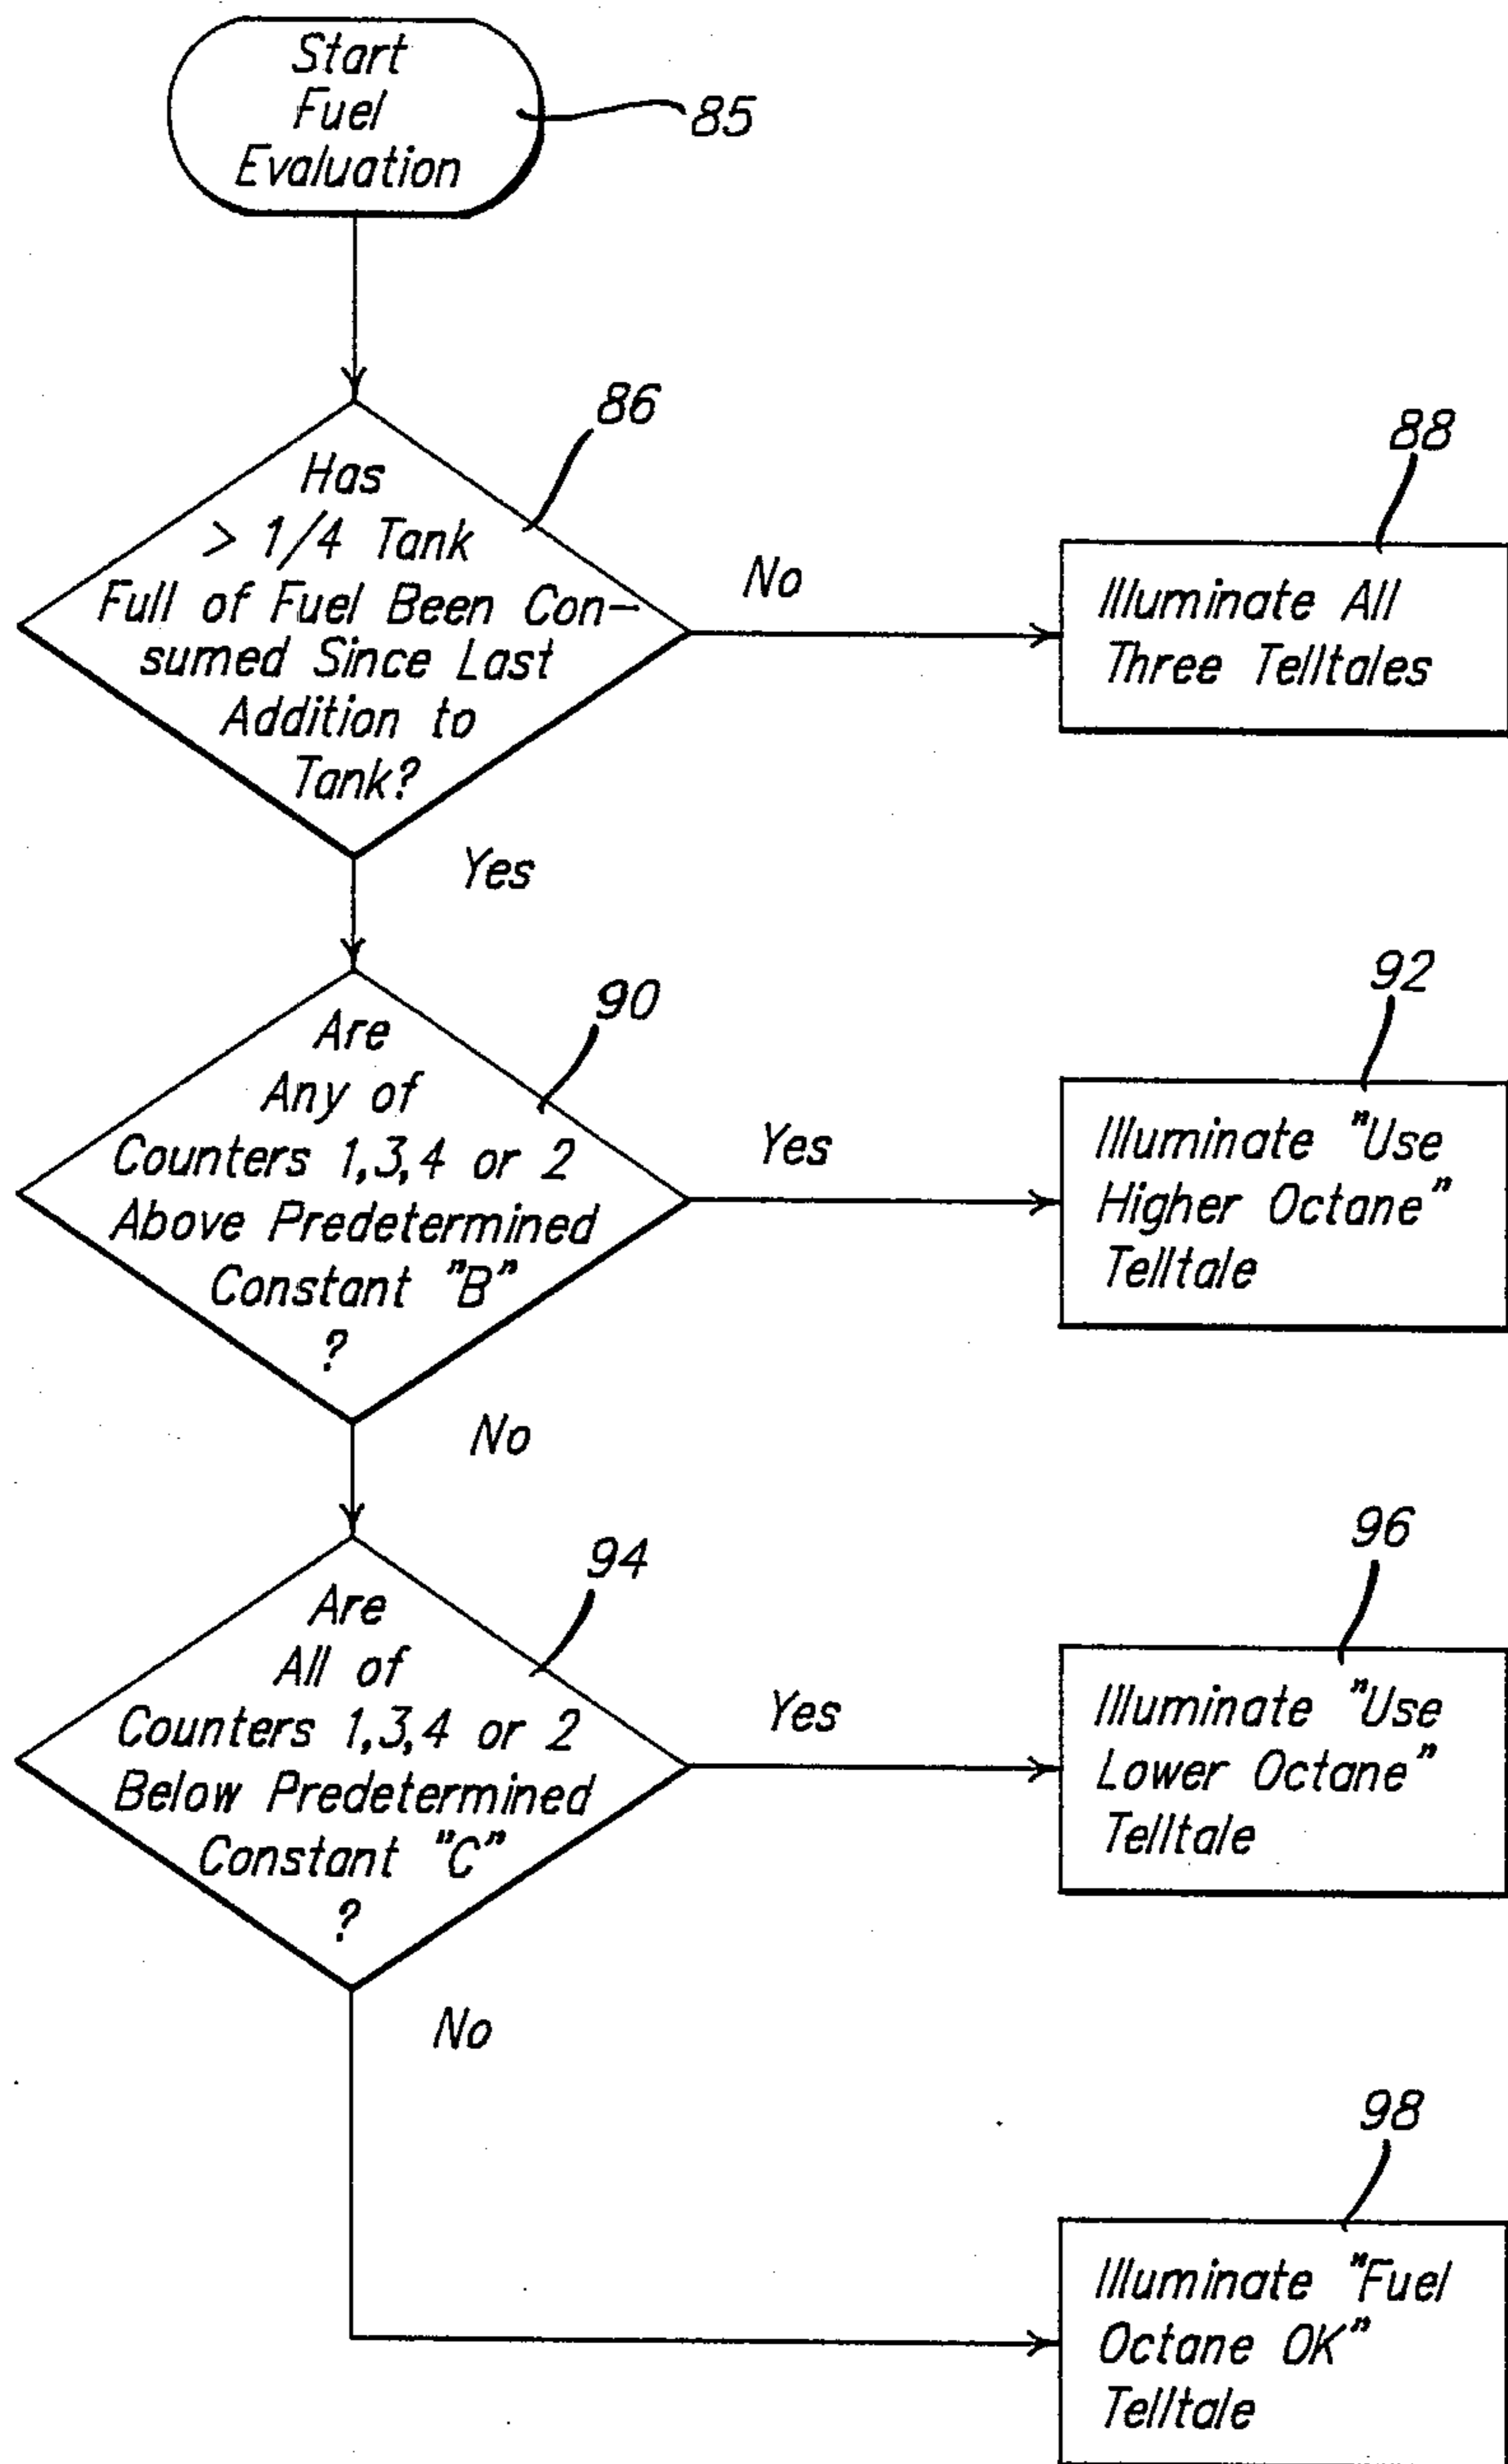 Start
Fuel
Evaluation
85
Has
> 1/4 Tank
Full of Fuel Been Con-
sumed Since Last
Addition to
Tank?
86
No
Illuminate All
Three Telltales
88
Yes
Are
Any of
Counters 1,3,4 or 2
Above Predetermined
Constant "B"
?
90
Yes
Illuminate "Use
Higher Octane"
Telltale
92
No
Are
All of
Counters 1,3,4 or 2
Below Predetermined
Constant "C"
?
94
Yes
Illuminate "Use
Lower Octane"
Telltale
96
No
Illuminate "Fuel
Octane OK"
Telltale
98